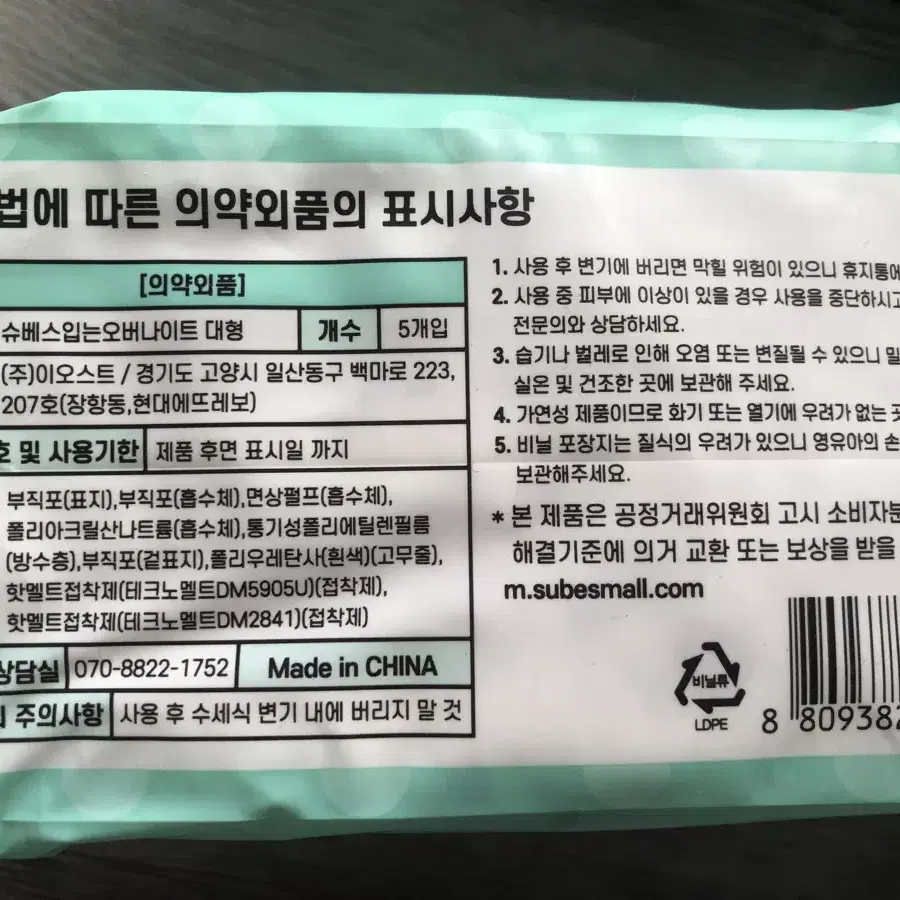 법에 따른 의약외품의 표시사항
[의약외품]
슈베스입는오버나이트 대형 개수 5개입
(주)이오스트 / 경기도 고양시 일산동구 백마로 223,
207호(장항동,현대에뜨레보)
호 및 사용기한 제품 후면 표시일 까지
부직포(표지),부직포(흡수체),면상펄프(흡수체),
폴리아크릴산나트륨(흡수체),통기성폴리에틸렌필름
(방수층),부직포(겉표지),폴리우레탄사(흰색)(고무줄),
핫멜트접착제(테크노멜트DM5905U)(접착제),
핫멜트접착제(테크노멜트DM2841)(접착제)
상담실 070-8822-1752 Made in CHINA
주의사항 사용 후 수세식 변기 내에 버리지 말 것
1. 사용 후 변기에 버리면 막힐 위험이 있으니 휴지통에
2. 사용 중 피부에 이상이 있을 경우 사용을 중단하시고
전문의와 상담하세요.
3. 습기나 벌레로 인해 오염 또는 변질될 수 있으니 밀
실온 및 건조한 곳에 보관해 주세요.
4. 가연성 제품이므로 화기 또는 열기에 우려가 없는 곳
5. 비닐 포장지는 질식의 우려가 있으니 영유아의 손
보관해주세요.
* 본 제품은 공정거래위원회 고시 소비자분
해결기준에 의거 교환 또는 보상을 받을
m.subesmall.com
비닐류
LDPE
8 809382